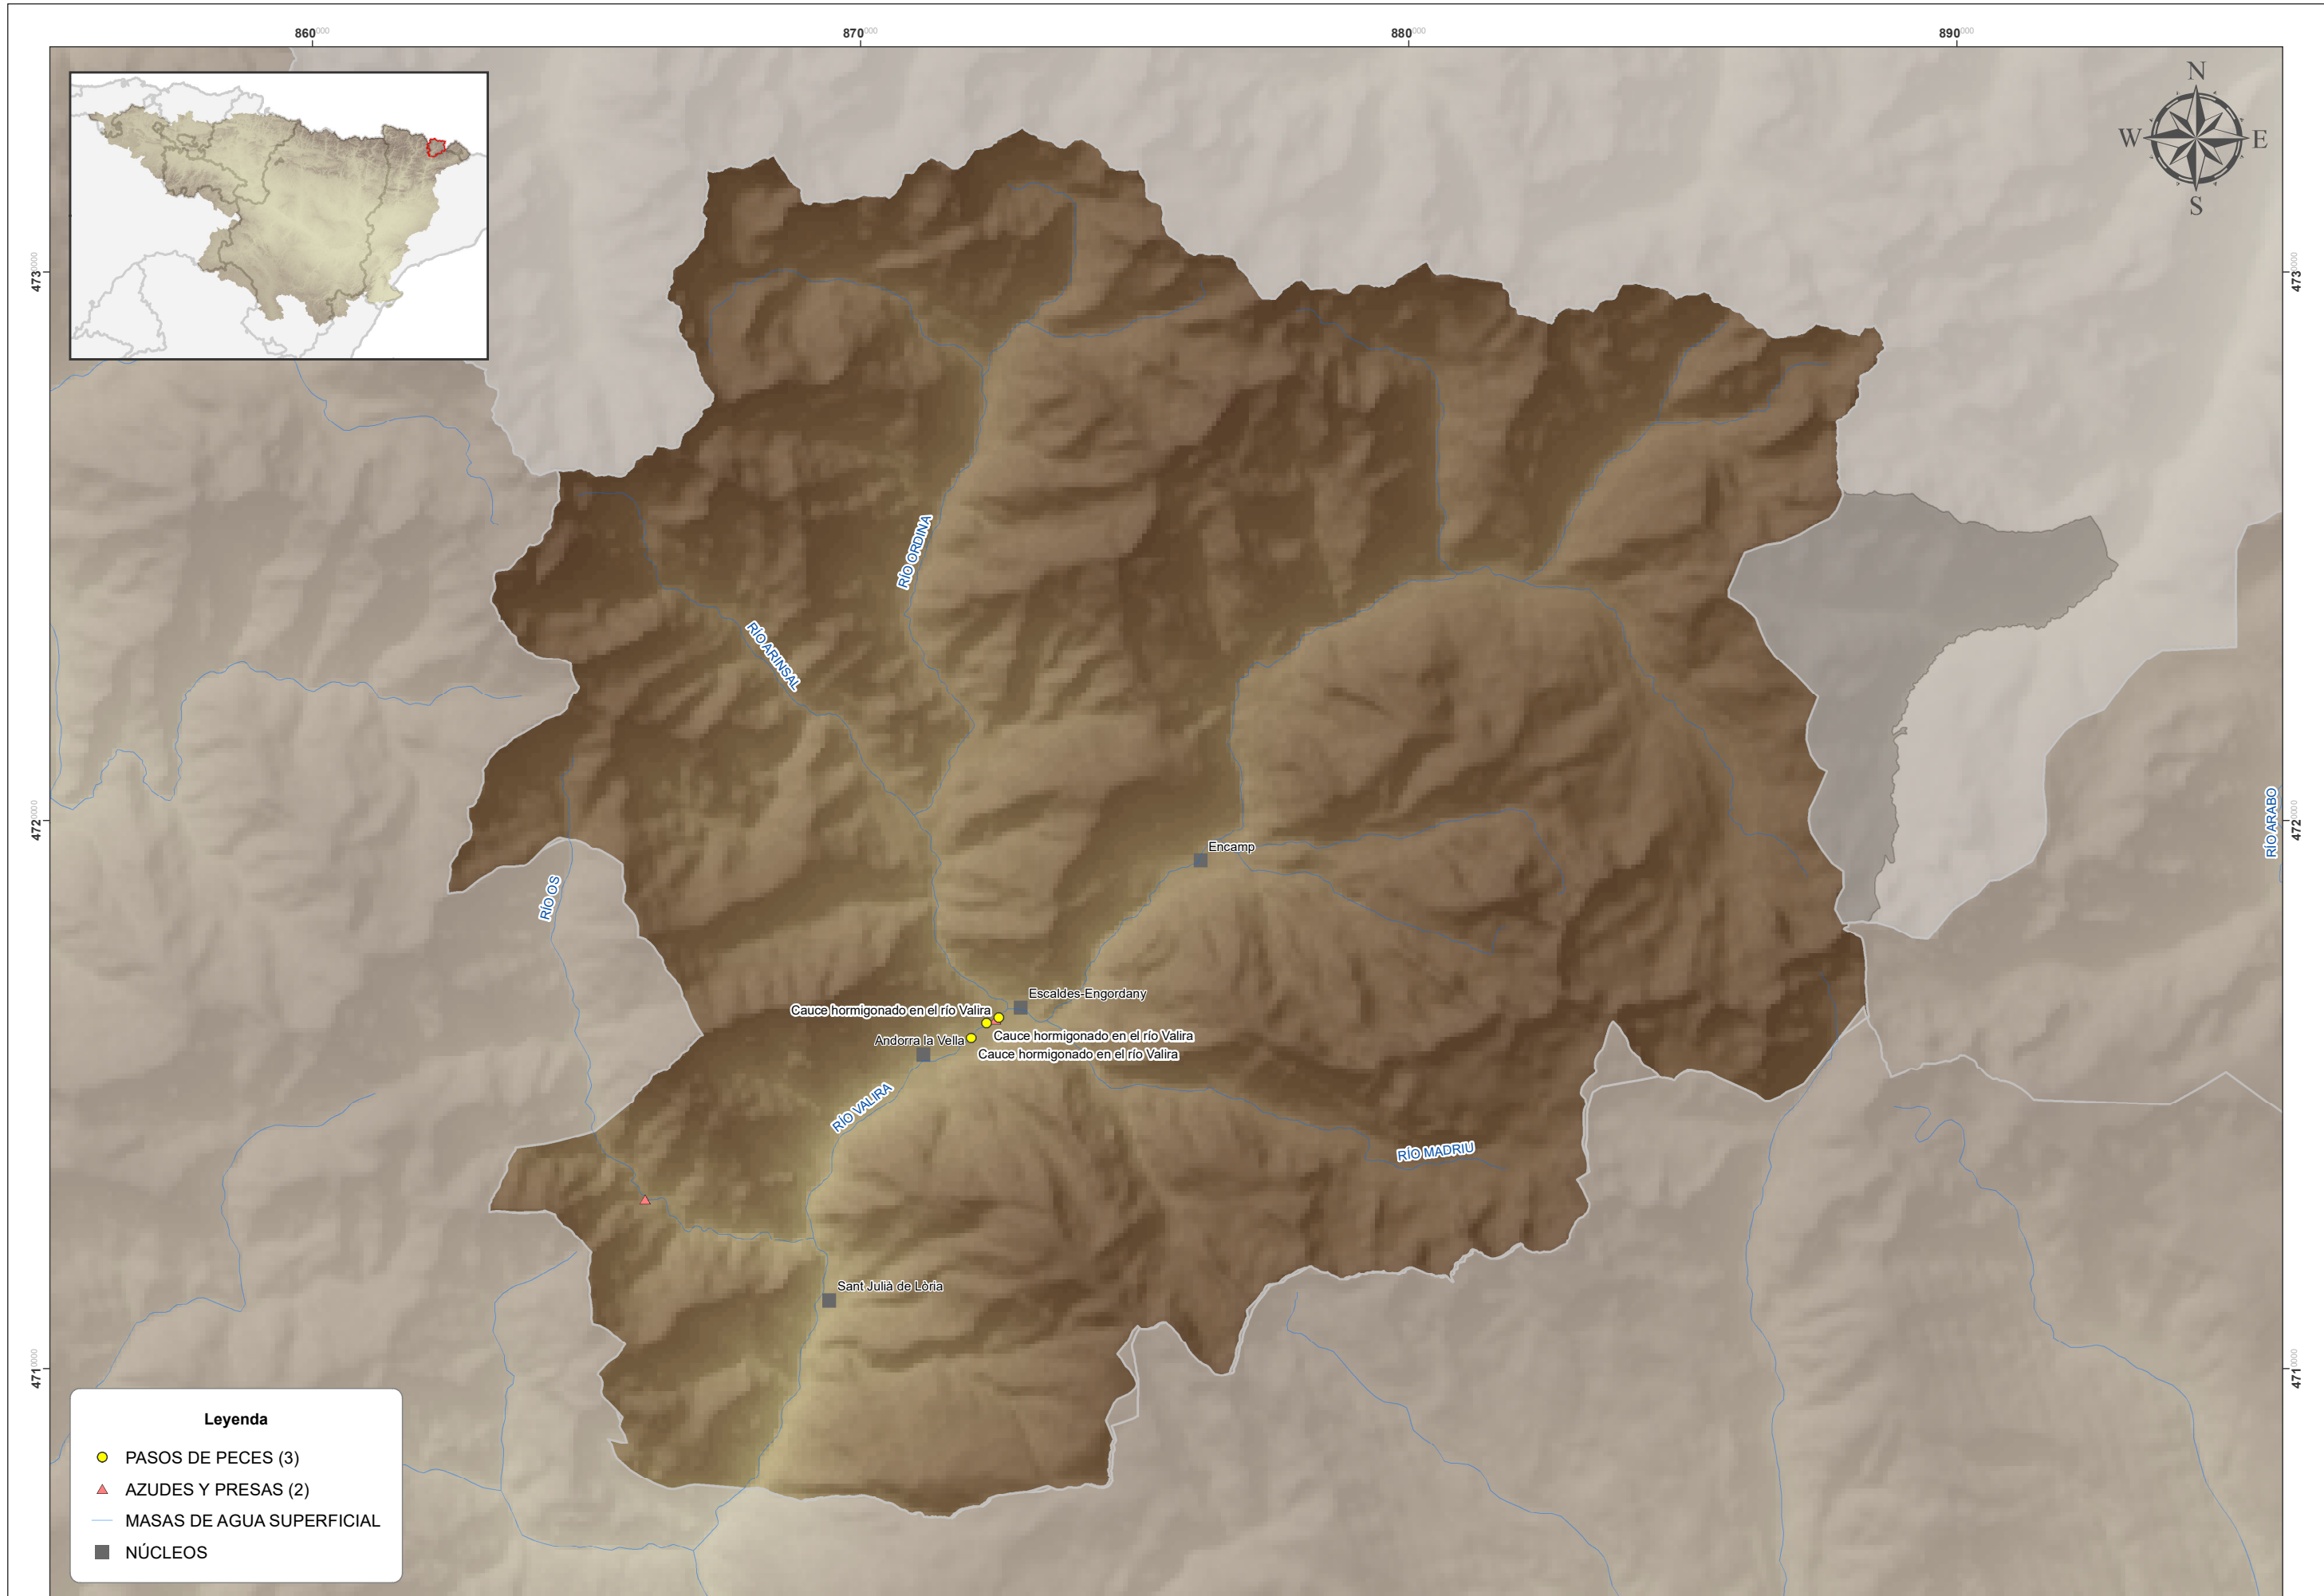 860000
870000
880000
890000
N
W
E
S
4730000
4730000
RÍO ORDINA
RÍO ARINSAL
4720000
4720000
RÍO ARABO
Encamp
RÍO OS
Escaldes-Engordany
Cauce hormigonado en el río Valira
Cauce hormigonado en el río Valira
Andorra la Vella
Cauce hormigonado en el río Valira
RÍO VALIRA
RÍO MADRIU
Sant Julià de Lòria
4710000
4710000
Leyenda
PASOS DE PECES (3)
AZUDES Y PRESAS (2)
MASAS DE AGUA SUPERFICIAL
NÚCLEOS